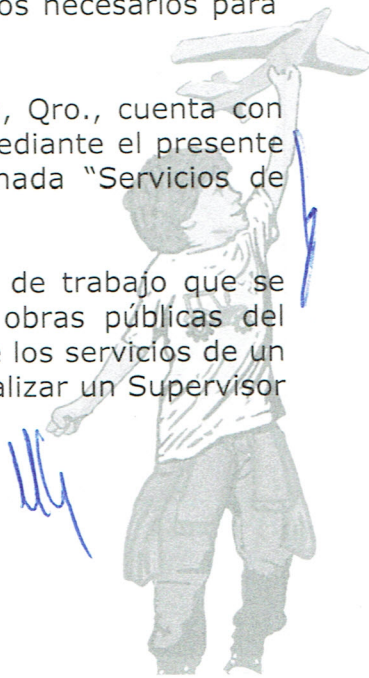 os necesarios para
, Qro., cuenta con
ediante el presente
nada "Servicios de
de trabajo que se
obras públicas del
los servicios de un
alizar un Supervisor